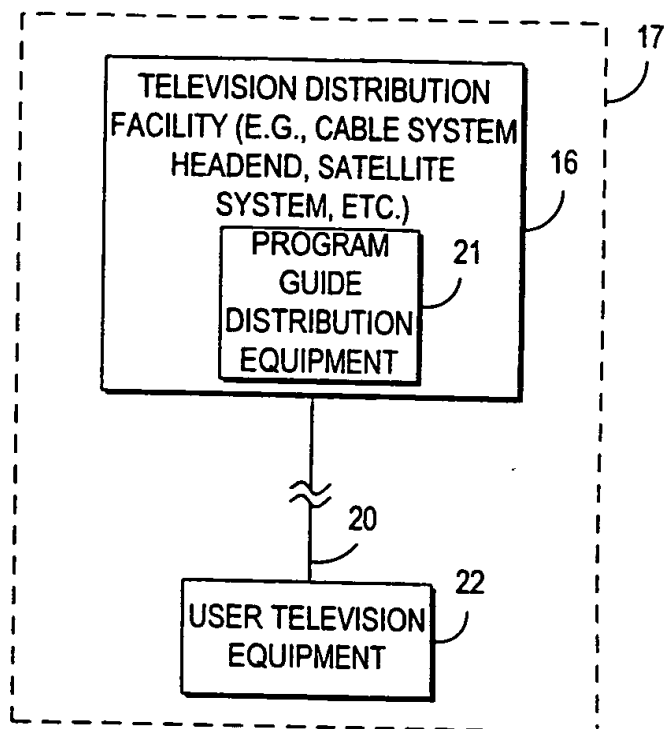 17
TELEVISION DISTRIBUTION
FACILITY (E.G., CABLE SYSTEM
HEADEND, SATELLITE
SYSTEM, ETC.)
16
PROGRAM
GUIDE
DISTRIBUTION
EQUIPMENT
21
20
USER TELEVISION
EQUIPMENT
22